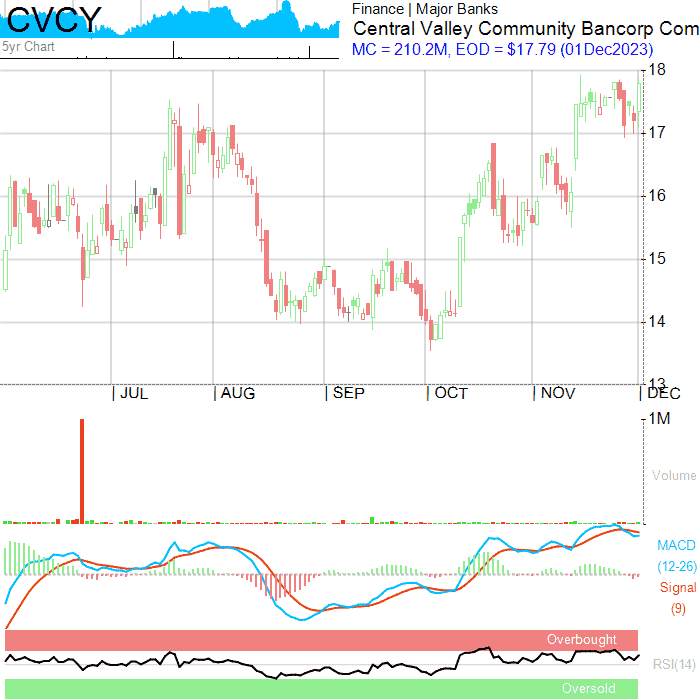 CVCY
5yr Chart
Finance | Major Banks
Central Valley Community Bancorp Com
MC = 210.2M, EOD = $17.79 (01Dec2023)
18
17
16
15
14
13
JUL
AUG
SEP
OCT
NOV
DEC
1M
Volume
MACD
(12-26)
Signal
(9)
Overbought
RSI(14)
Oversold